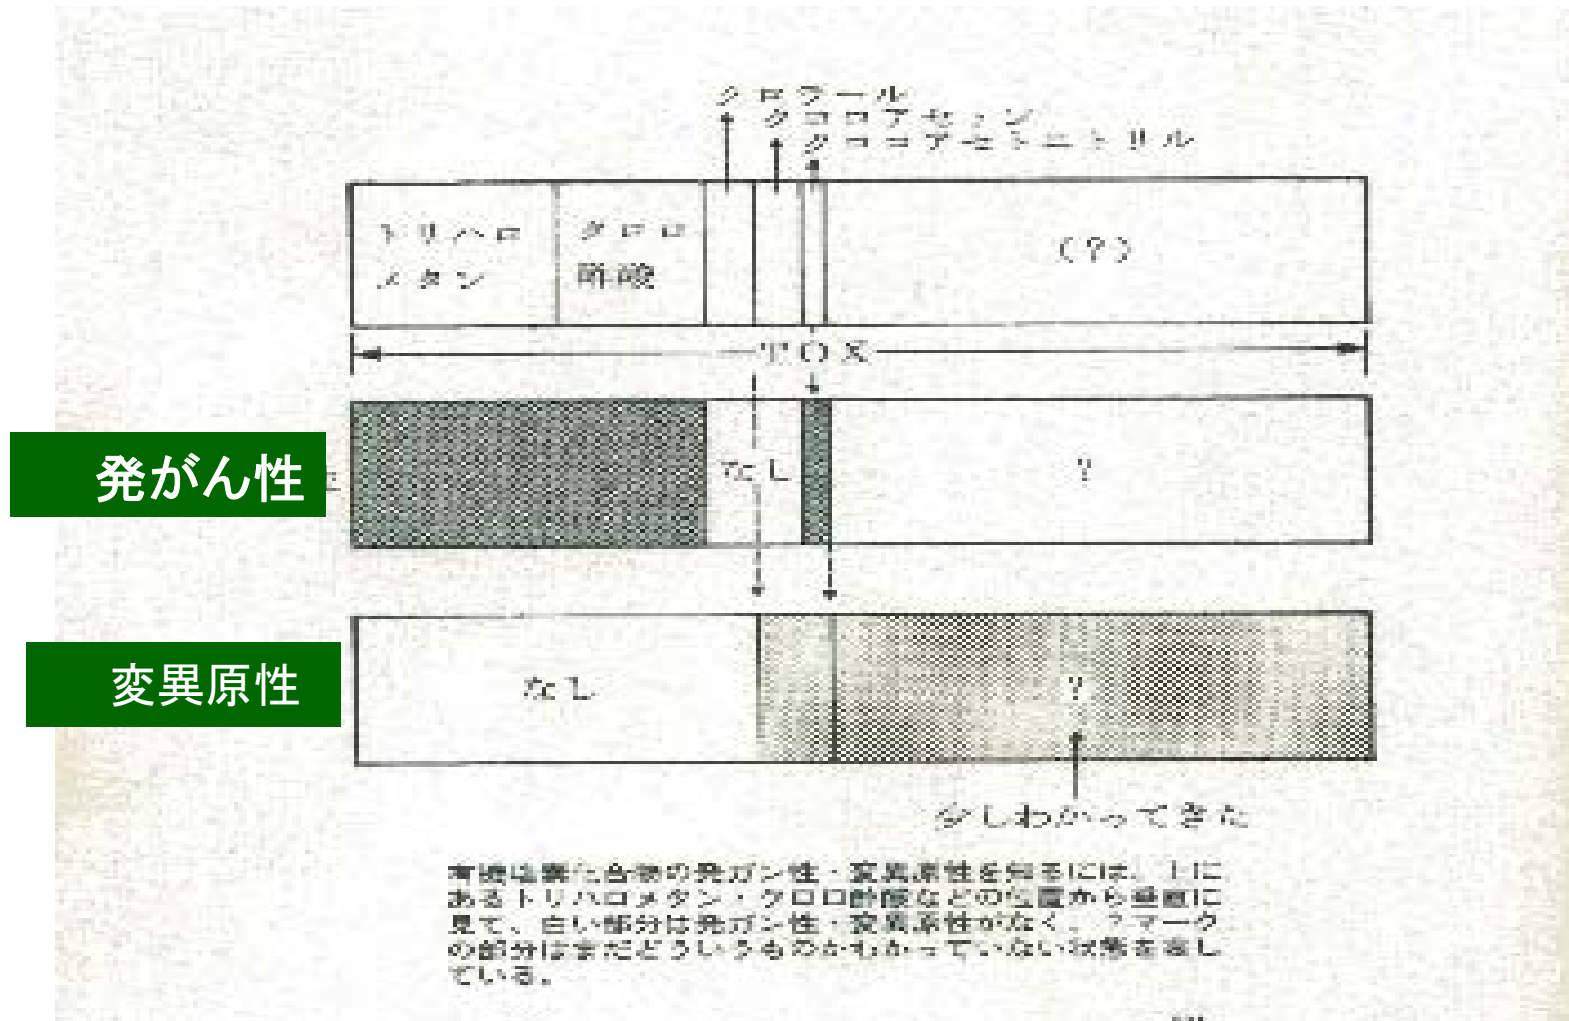 クロラール
クロロアセトン
クロロアセトニトリル
トリハロ
メタン
クロロ
酢酸
(?)
TOX
発がん性
なし
?
変異原性
なし
?
少しわかってきた
有機塩素化合物の発ガン性・変異原性を知るには、上に
あるトリハロメタン・クロロ酢酸などの位置から垂直に
見て、白い部分は発ガン性・変異原性がなく、?マーク
の部分はまだどういうものかわかっていない状態を表し
ている。